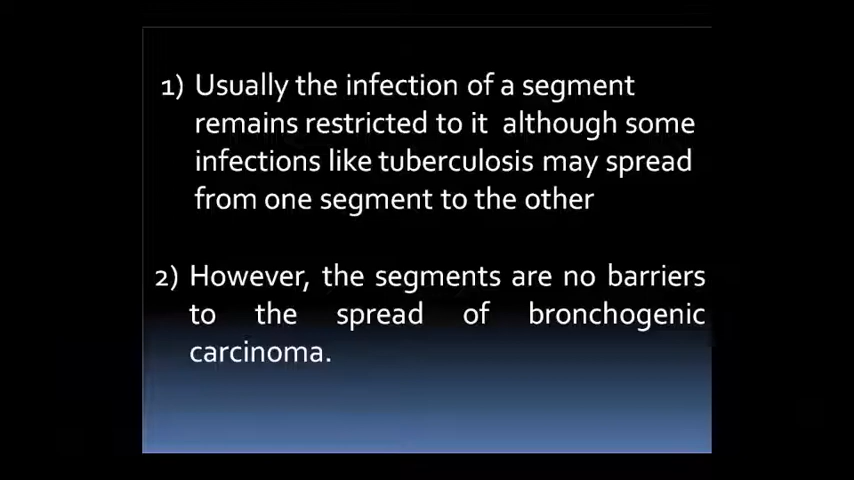 1) Usually the infection of a segment
remains restricted to it although some
infections like tuberculosis may spread
from one segment to the other
2) However, the segments are no barriers
to the spread of bronchogenic
carcinoma.